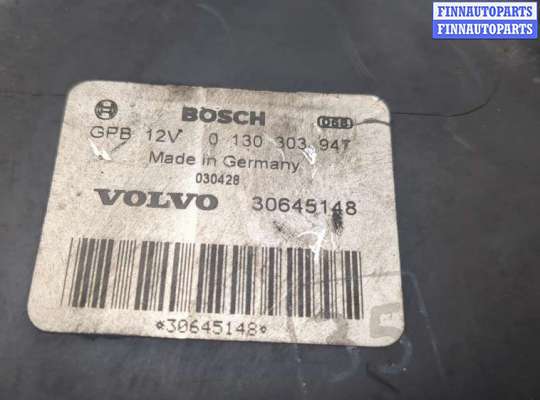 FINNAUTOPARTS
FINNAUTOPARTS
BOSCH
GPB 12V 0 130 303 947
Made in Germany
030428
VOLVO 30645148
*30645148*